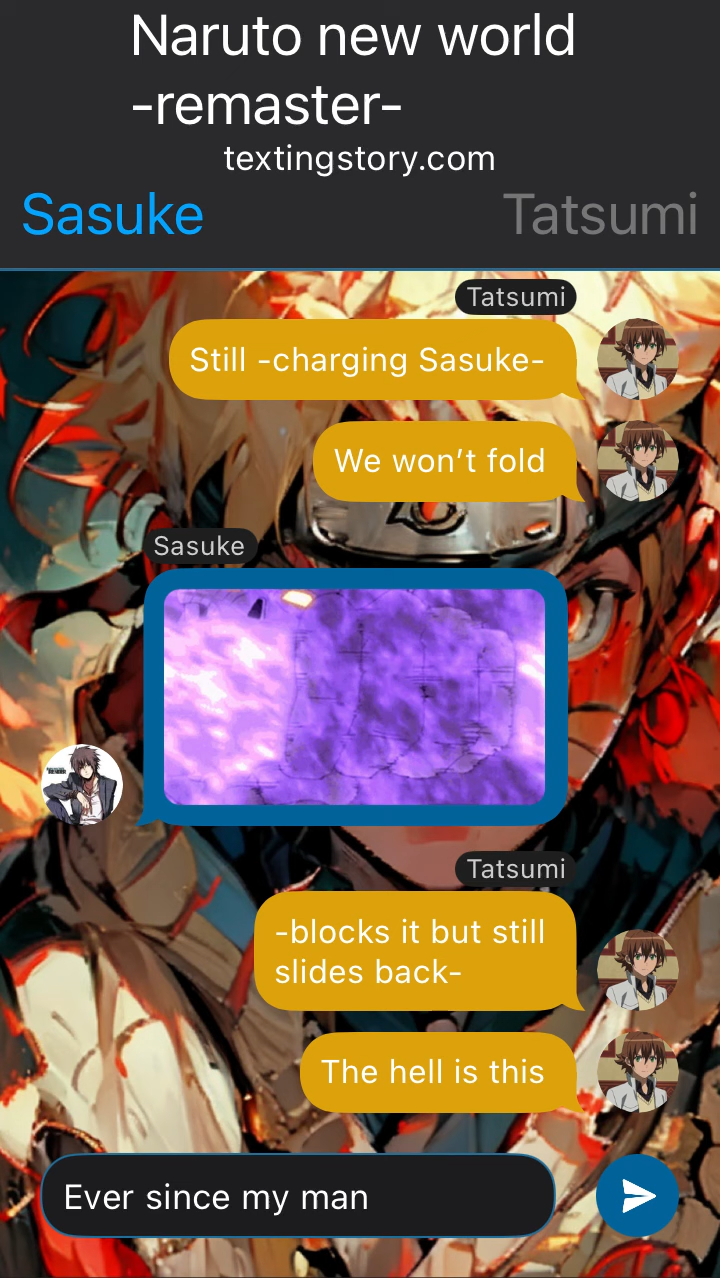 Naruto new world
-remaster-
textingstory.com
Sasuke
Tatsumi
Tatsumi
Still -charging Sasuke-
We won’t fold
Sasuke
Tatsumi
-blocks it but still
slides back-
The hell is this
Ever since my man